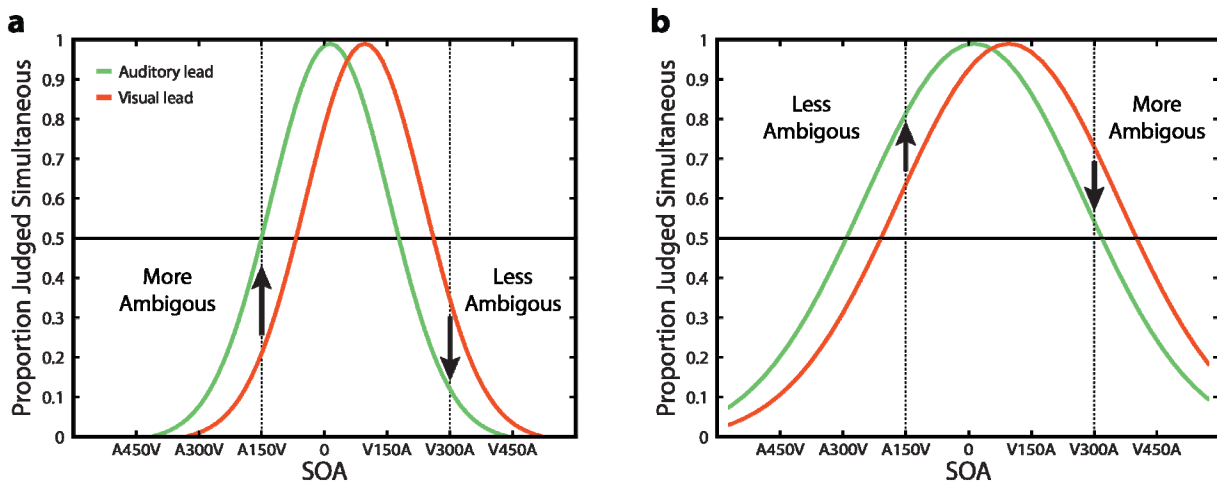 a
1
0.9
0.8
0.7
0.6
0.5
0.4
0.3
0.2
0.1
0
Proportion Judged Simultaneous
Auditory lead
Visual lead
More
Ambigous
Less
Ambigous
A450V A300V A150V 0 V150A V300A V450A
SOA
b
1
0.9
0.8
0.7
0.6
0.5
0.4
0.3
0.2
0.1
0
Proportion Judged Simultaneous
Less
Ambigous
More
Ambigous
A450V A300V A150V 0 V150A V300A V450A
SOA